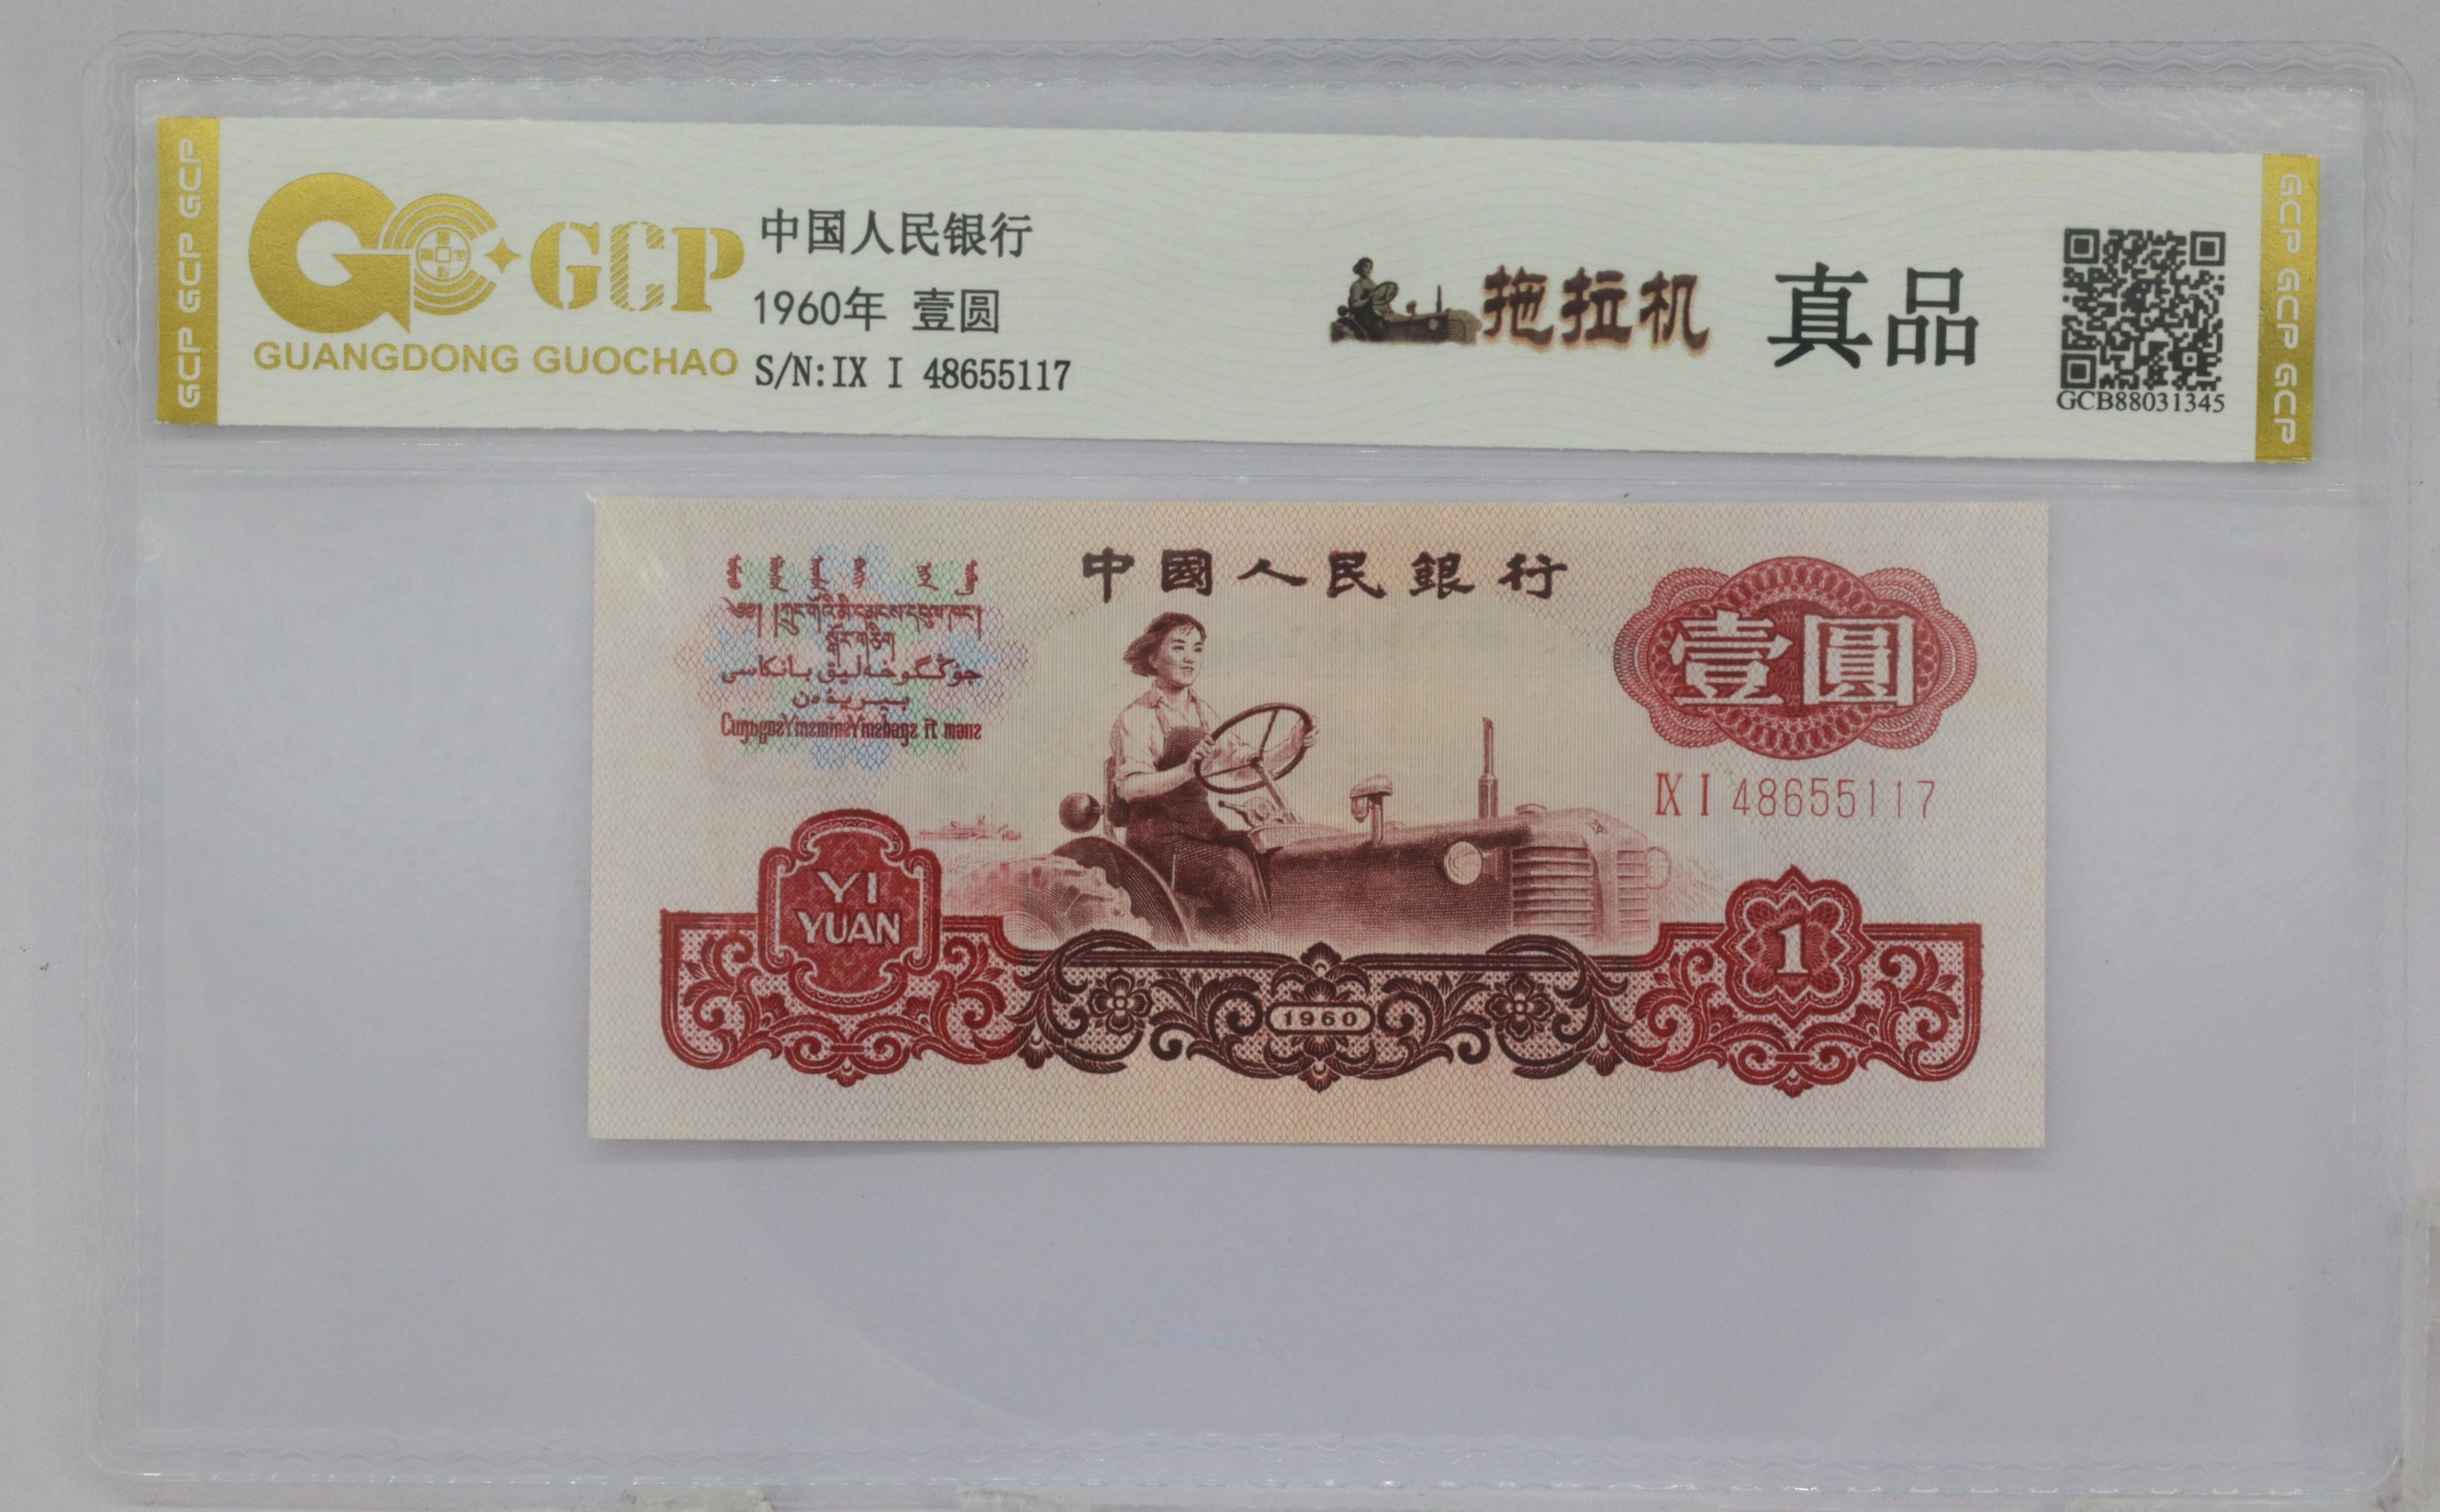 GCP GCP GCP
GCP
GUANGDONG GUOCHAO
中国人民银行
1960年 壹圆
S/N:IX I 48655117
拖拉机
真品
GCB88031345
GCP GCP GCP
中國人民銀行
壹圓
IX I 48655117
YI
YUAN
1960
1